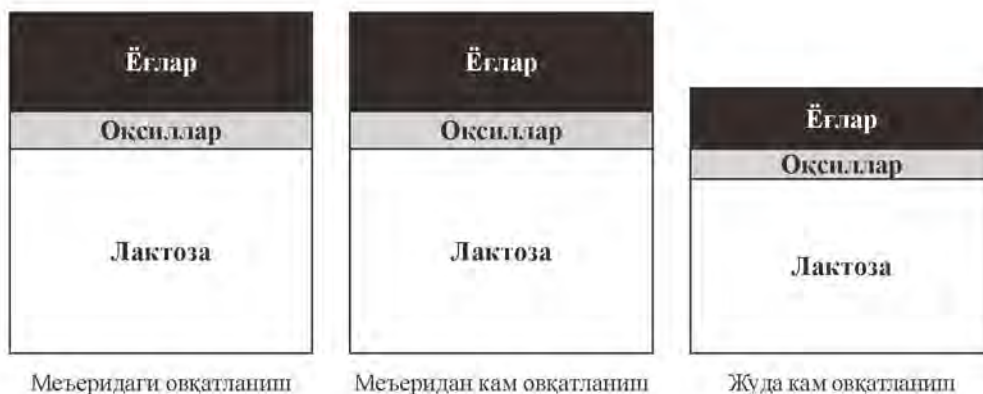 Ёғлар
Оқсиллар
Лактоза
Меъеридаги овқатланиш
Ёғлар
Оқсиллар
Лактоза
Меъеридан кам овқатланиш
Ёғлар
Оқсиллар
Лактоза
Жуда кам овқатланиш